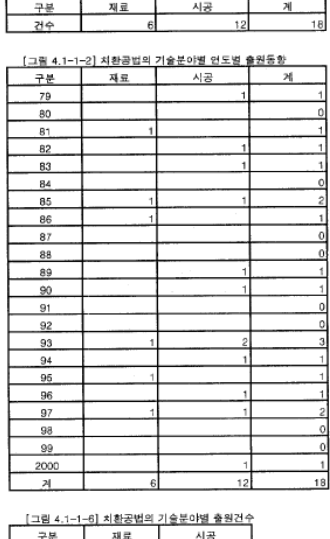 구분 재료 시공 계
건수 6 12 18
[그림 4.1-1-2] 치환공법의 기술분야별 연도별 출원동향
구분 재료 시공 계
79 1 1
80 0
81 1 1
82 1 1
83 1 1
84 0
85 1 1 2
86 1 1
87 0
88 0
89 1 1
90 1 1
91 0
92 0
93 1 2 3
94 1 1
95 1 1
96 1 1
97 1 1 2
98 0
99 0
2000 1 1
계 6 12 18
[그림 4.1-1-6] 치환공법의 기술분야별 출원건수
구분 재료 시공